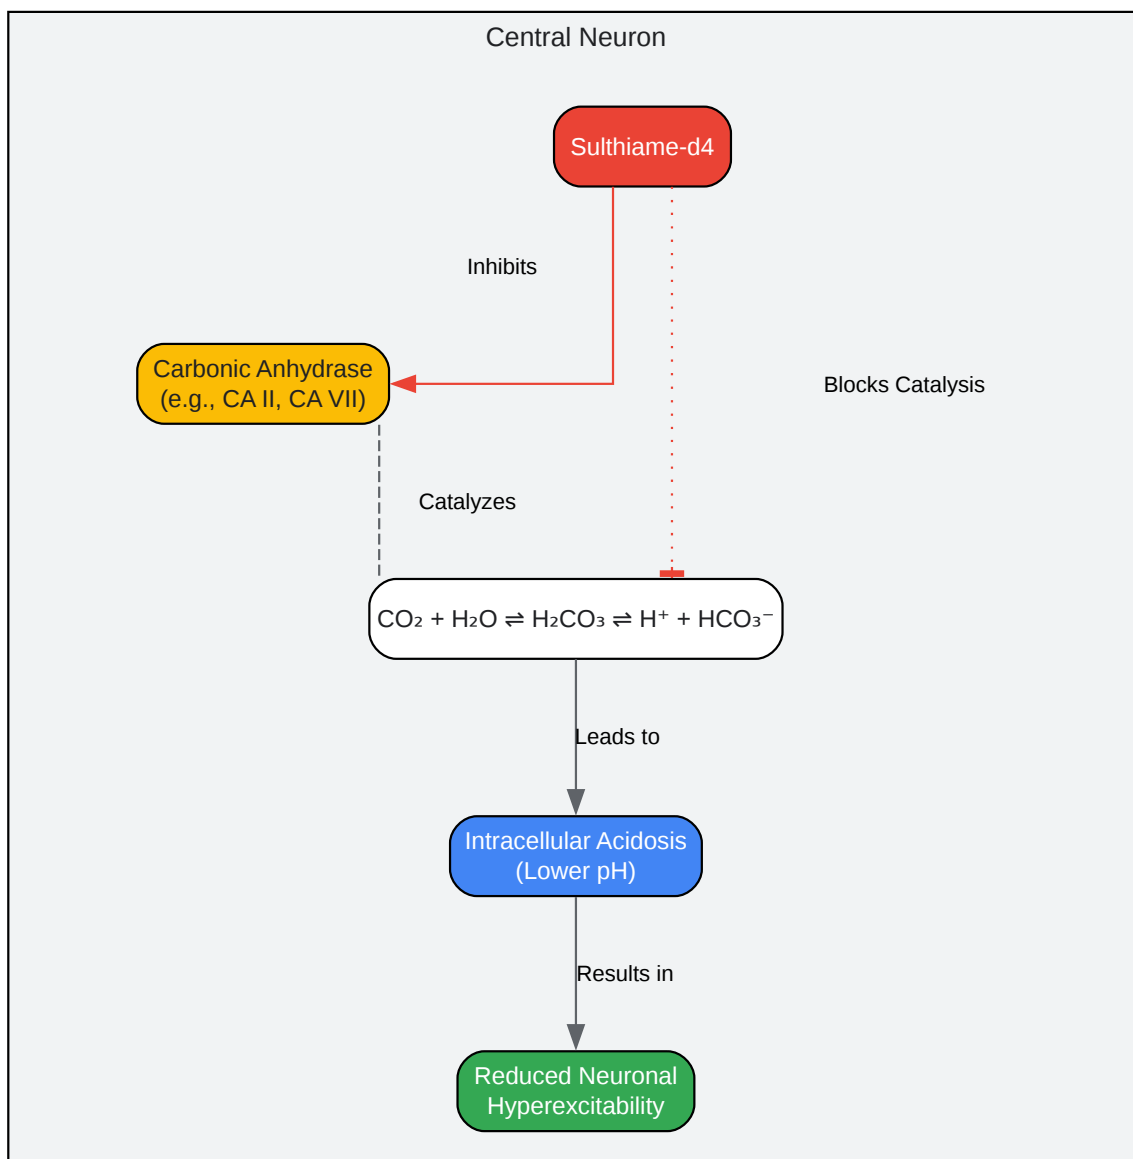 Central Neuron
Sulthiame-d4
Inhibits
Carbonic Anhydrase
(e.g., CA II, CA VII)
Blocks Catalysis
Catalyzes
CO₂ + H₂O ⇌ H₂CO₃ ⇌ H⁺ + HCO₃⁻
Leads to
Intracellular Acidosis
(Lower pH)
Results in
Reduced Neuronal
Hyperexcitability